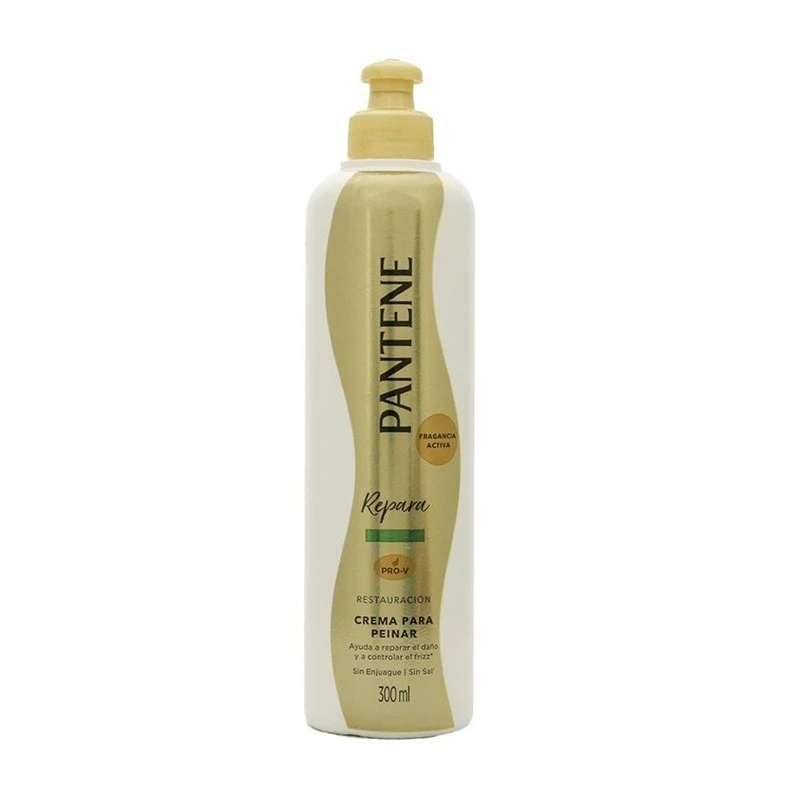 PANTENE
FRAGANCIA
ACTIVA
Repara
PRO-V
RESTAURACIÓN
CREMA PARA
PEINAR
Ayuda a reparar el daño
y a controlar el frizz*
Sin Enjuague | Sin Sal¹
300 ml